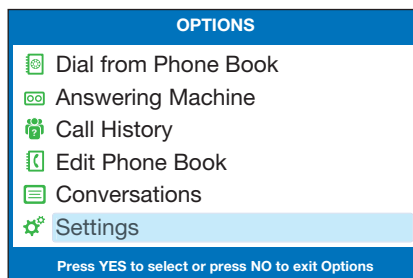 OPTIONS
Dial from Phone Book
Answering Machine
Call History
Edit Phone Book
Conversations
Settings
Press YES to select or press NO to exit Options